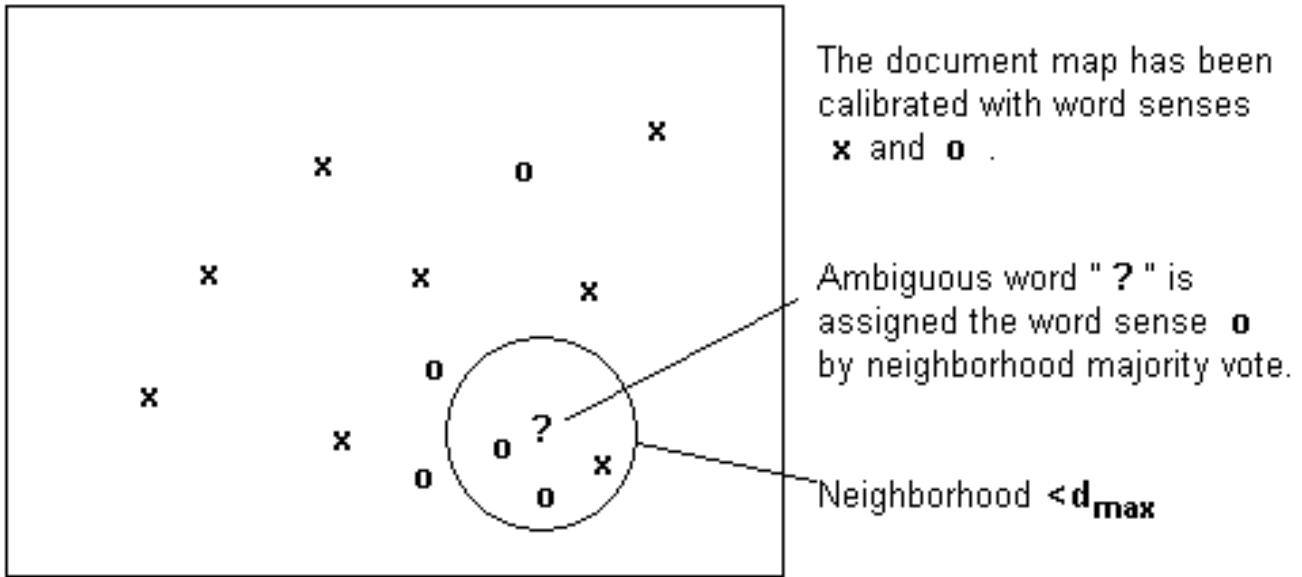 The document map has been
calibrated with word senses
x and o .
x
x
o
x
x
x
Ambiguous word " ? " is
assigned the word sense o
by neighborhood majority vote.
o
x
?
x
o
x
o
o
Neighborhood <dmax